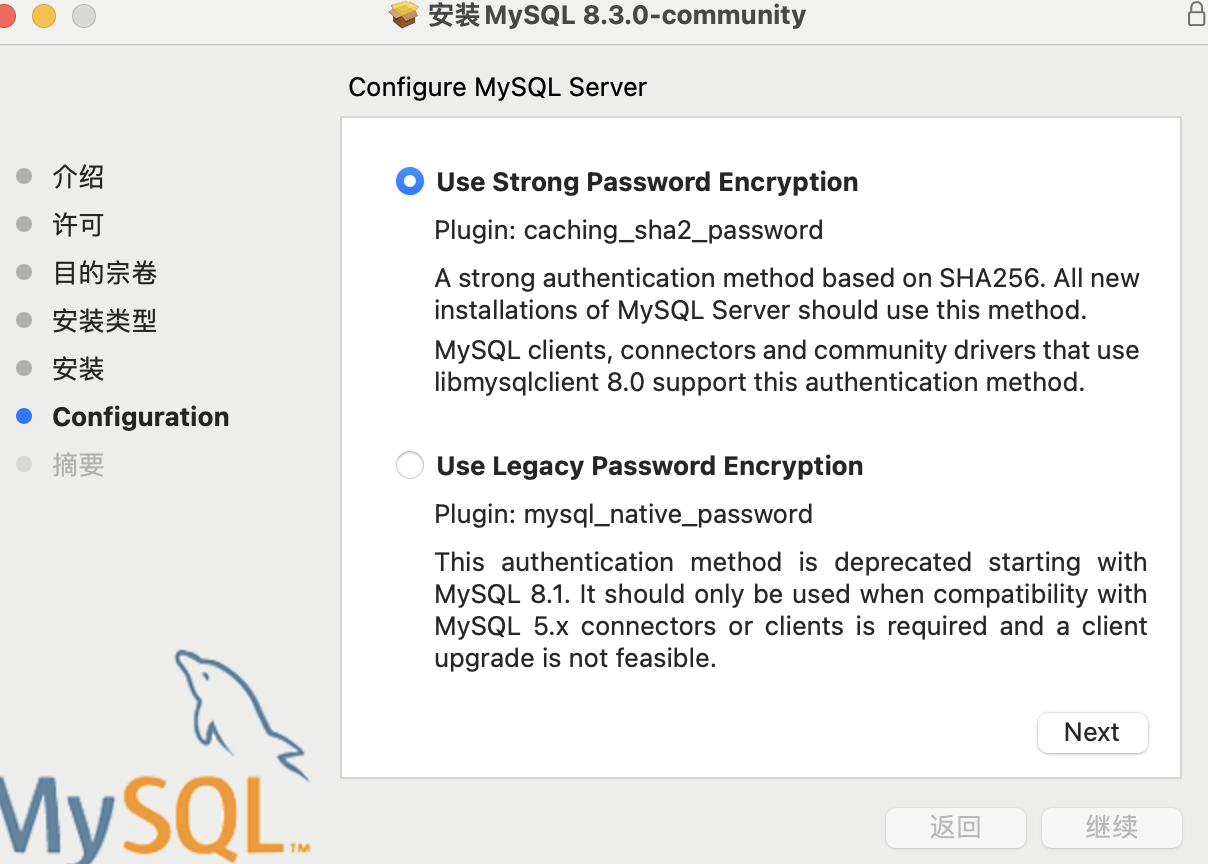 安装 MySQL 8.3.0-community
Configure MySQL Server
介绍
许可
目的宗卷
安装类型
安装
Configuration
摘要
Use Strong Password Encryption
Plugin: caching_sha2_password
A strong authentication method based on SHA256. All new
installations of MySQL Server should use this method.
MySQL clients, connectors and community drivers that use
libmysqlclient 8.0 support this authentication method.
Use Legacy Password Encryption
Plugin: mysql_native_password
This authentication method is deprecated starting with
MySQL 8.1. It should only be used when compatibility with
MySQL 5.x connectors or clients is required and a client
upgrade is not feasible.
Next
MySQL™
返回
继续